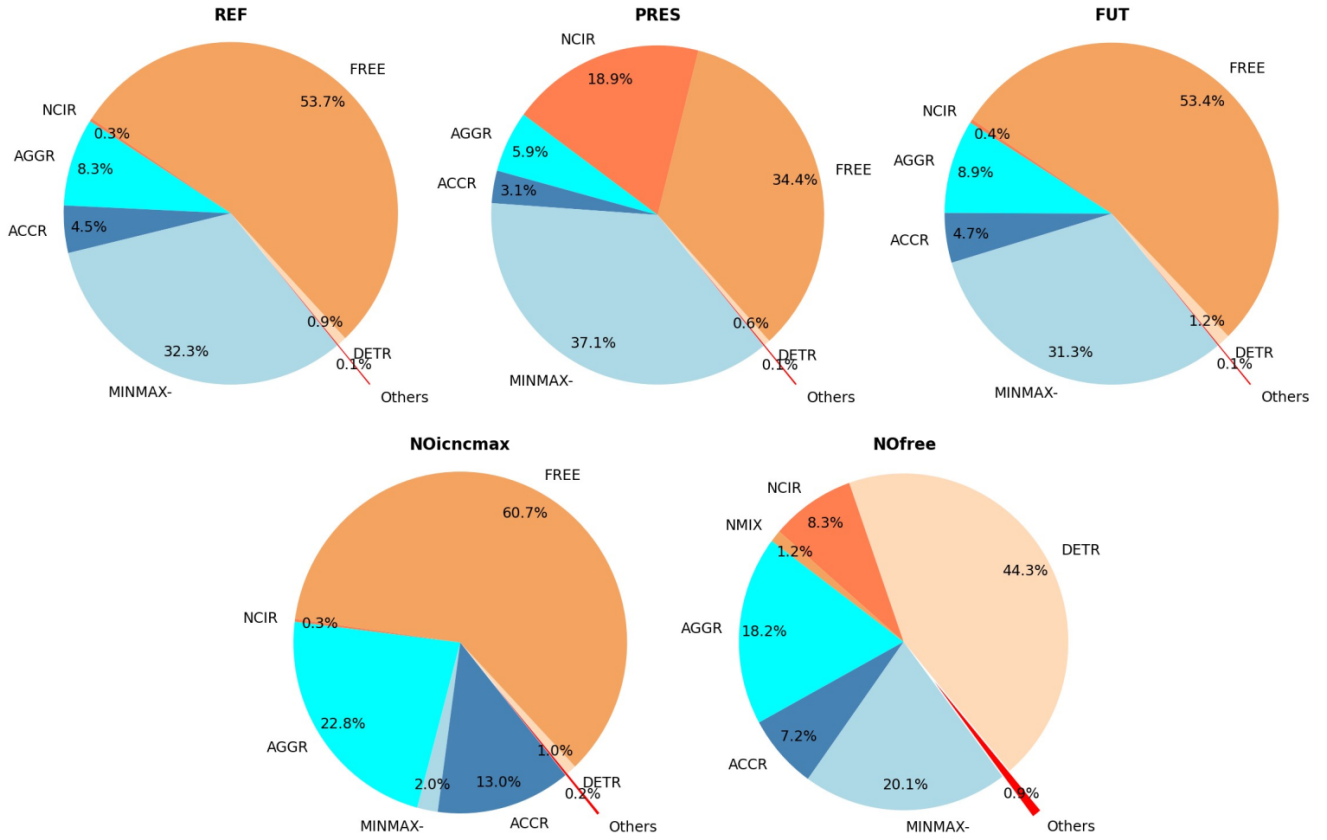 REF
FREE
53.7%
NCIR
0.3%
AGGR
8.3%
ACCR
4.5%
32.3%
MINMAX-
0.9%
DETR
0.1%
Others
PRES
NCIR
18.9%
AGGR
5.9%
ACCR
3.1%
FREE
34.4%
37.1%
MINMAX-
0.6%
DETR
0.1%
Others
FUT
FREE
53.4%
NCIR
0.4%
AGGR
8.9%
ACCR
4.7%
31.3%
MINMAX-
1.2%
DETR
0.1%
Others
NOicncmax
FREE
60.7%
NCIR
0.3%
AGGR
22.8%
MINMAX-
2.0%
13.0%
ACCR
1.0%
DETR
0.2%
Others
NOfree
NCIR
8.3%
NMIX
1.2%
DETR
44.3%
AGGR
18.2%
ACCR
7.2%
20.1%
MINMAX-
0.9%
Others